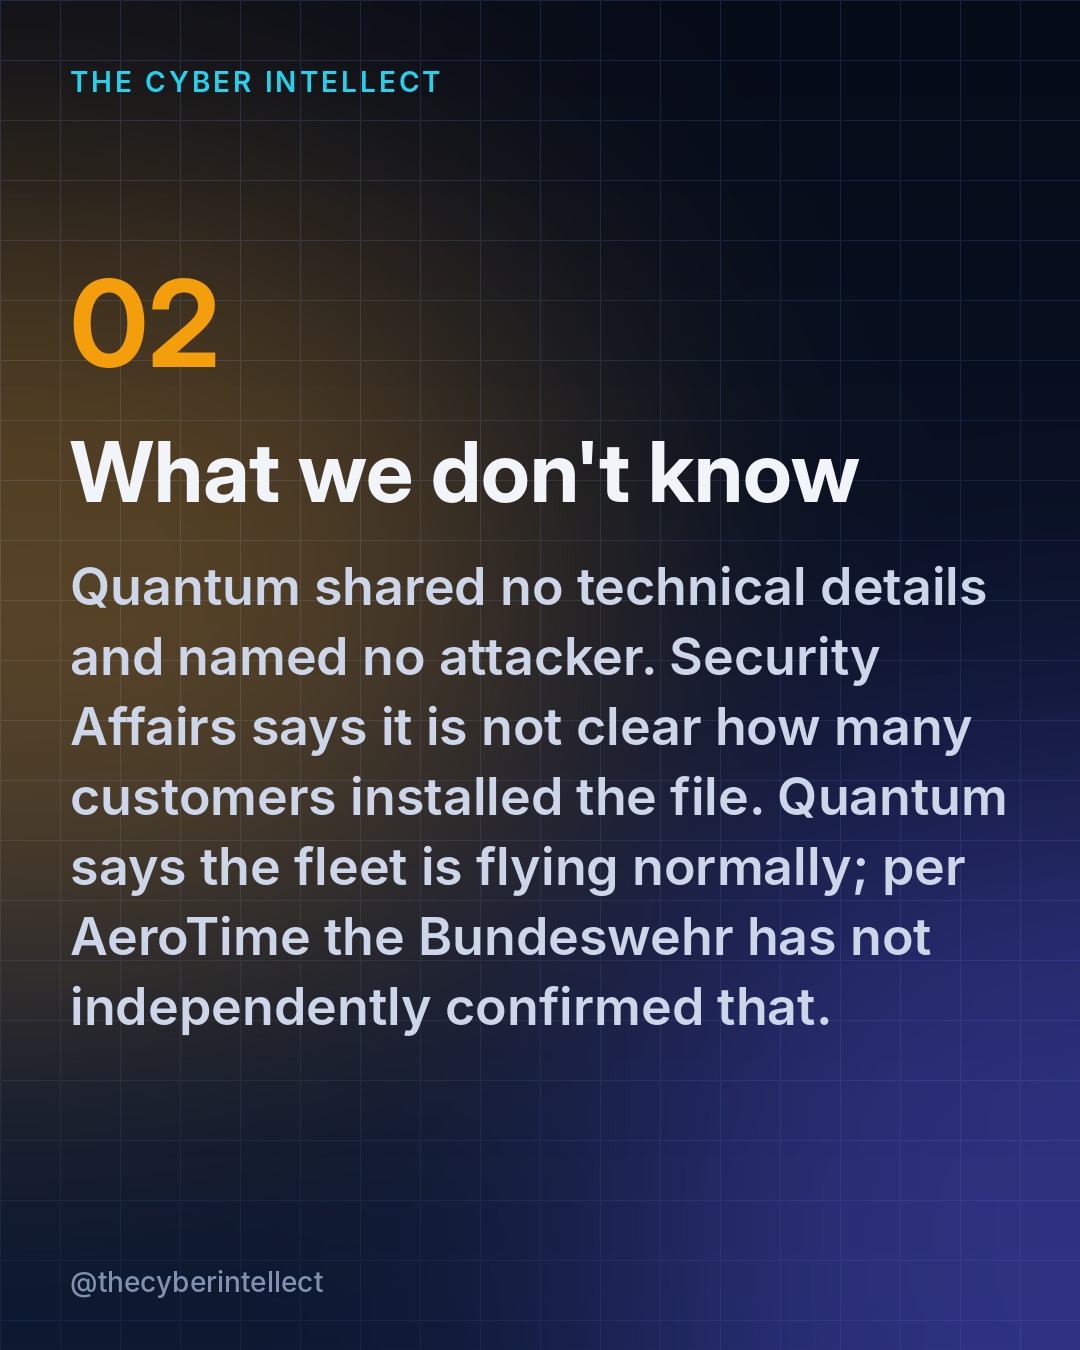 THE CYBER INTELLECT
02
What we don't know
Quantum shared no technical details
and named no attacker. Security
Affairs says it is not clear how many
customers installed the file. Quantum
says the fleet is flying normally; per
AeroTime the Bundeswehr has not
independently confirmed that.
@thecyberintellect